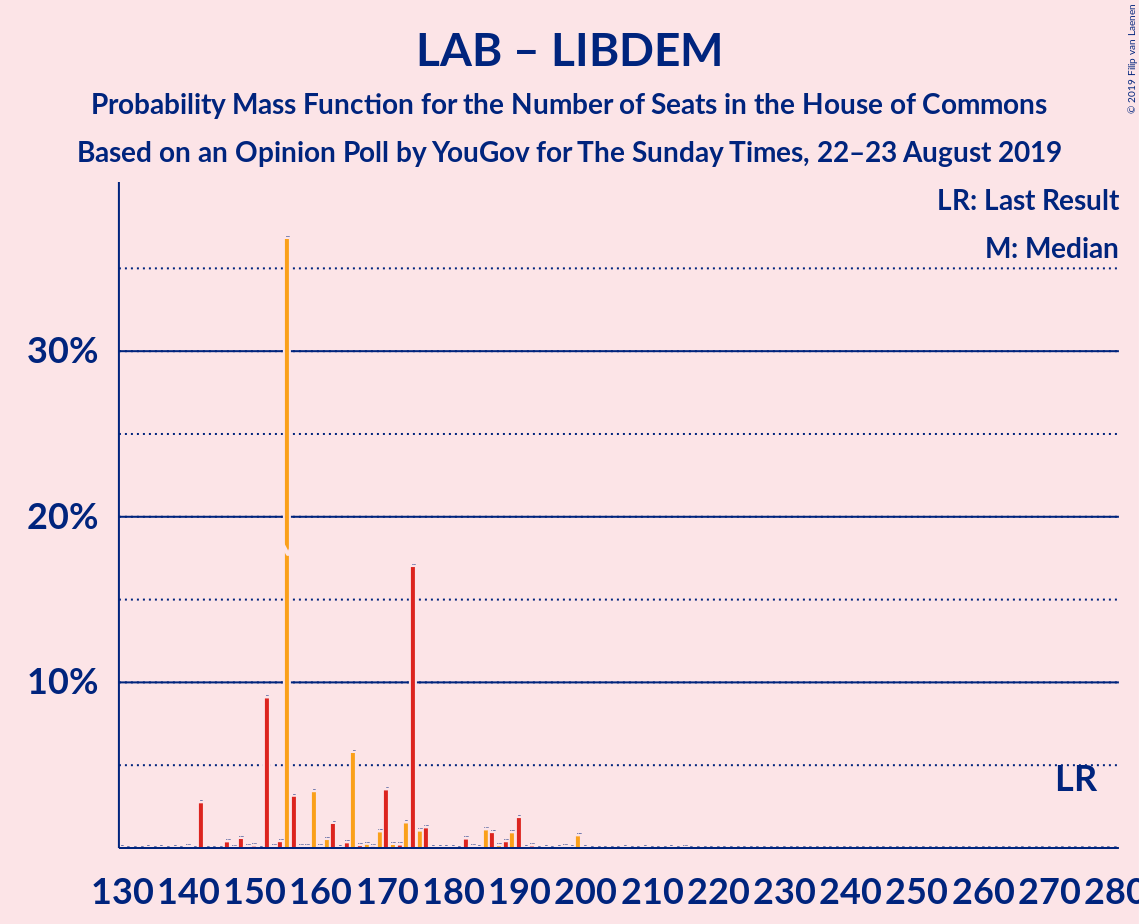 LAB – LIBDEM
Probability Mass Function for the Number of Seats in the House of Commons
Based on an Opinion Poll by YouGov for The Sunday Times, 22–23 August 2019
© 2019 Filip van Laenen
LR: Last Result
M: Median
30%
20%
10%
LR
130 140 150 160 170 180 190 200 210 220 230 240 250 260 270 280